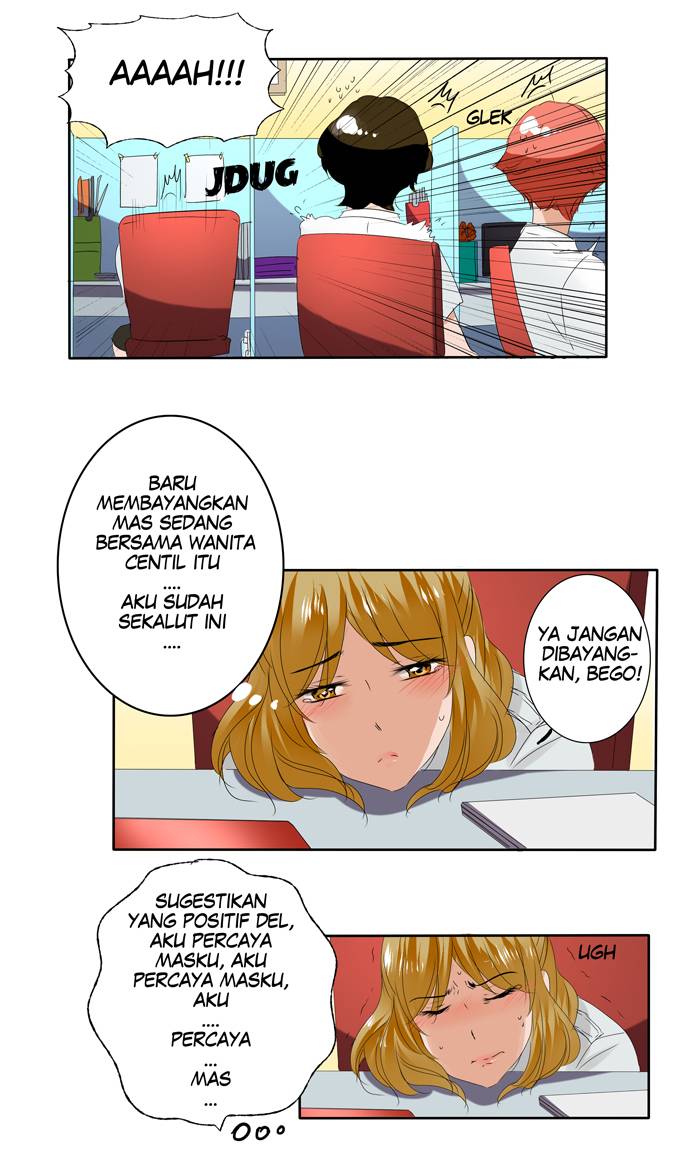 AAAAH!!!
JDUG
GLEK
BARU
MEMBAYANGKAN
MAS SEDANG
BERSAMA WANITA
CENTIL ITU
....
AKU SUDAH
SEKALUT INI
....
YA JANGAN
DIBAYANG-
KAN, BEGO!
SUGESTIKAN
YANG POSITIF DEL,
AKU PERCAYA
MASKU, AKU
PERCAYA MASKU,
AKU
....
PERCAYA
...
MAS
...
UGH